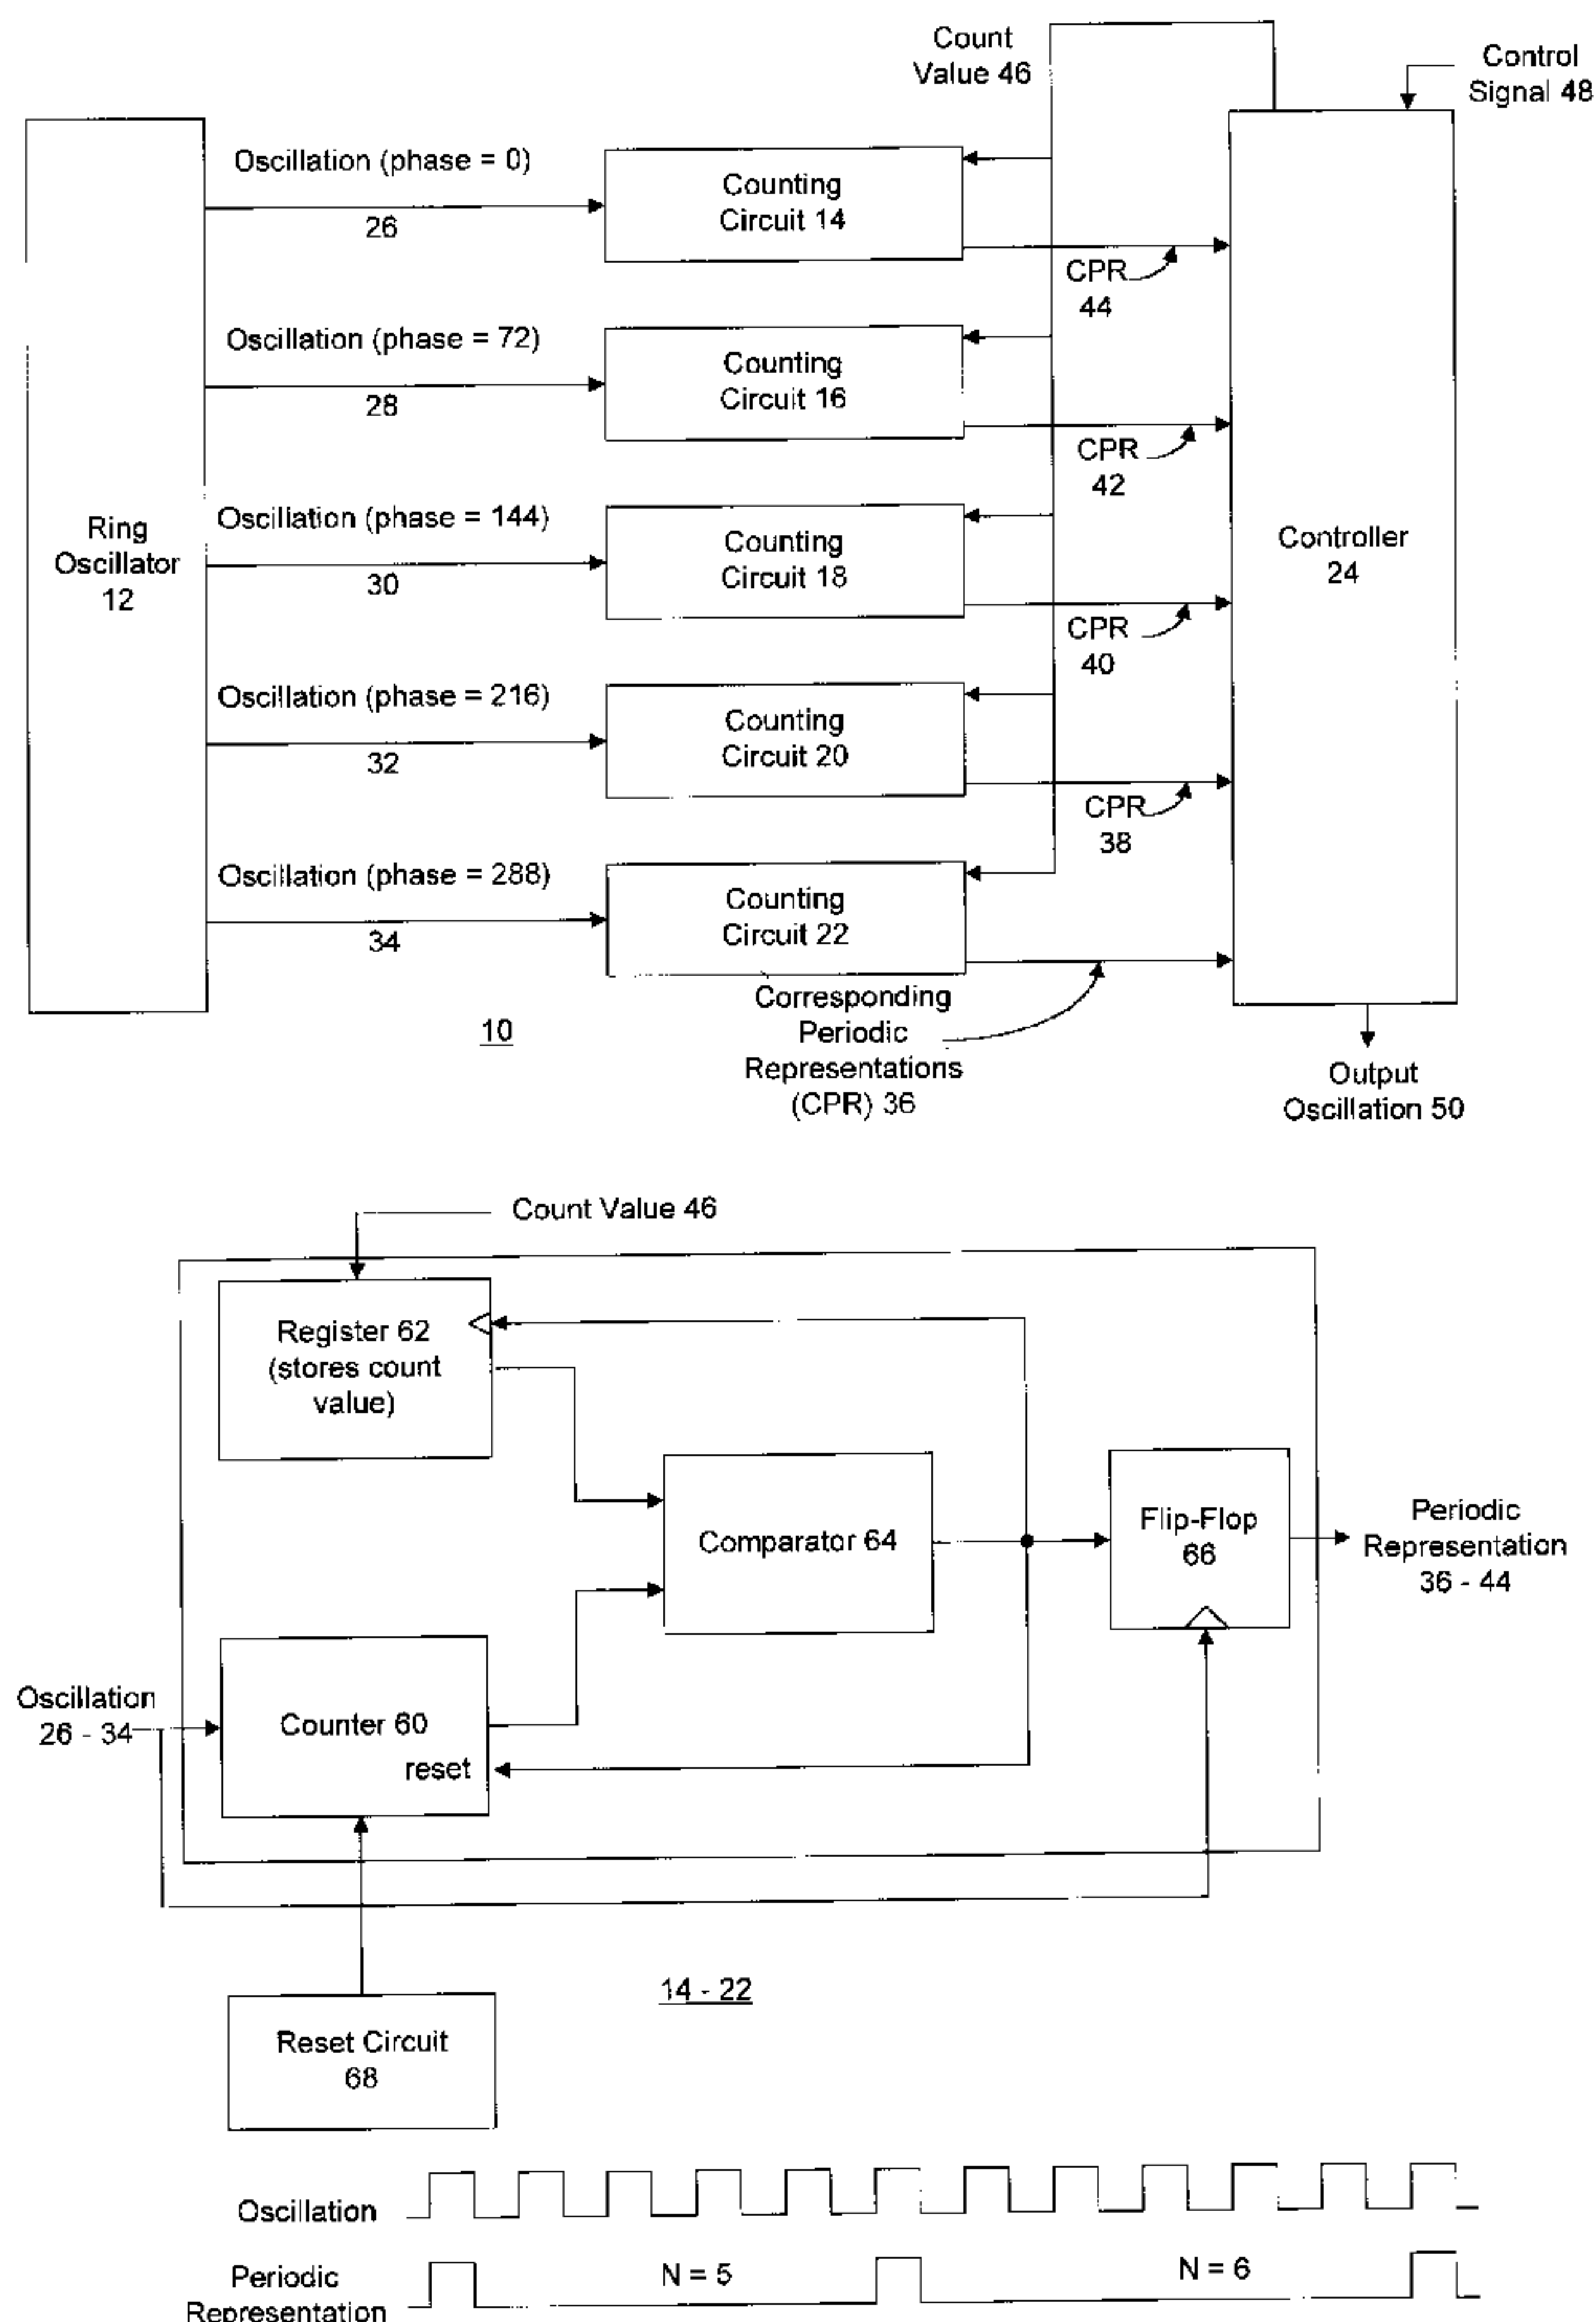 Count
Value 46
Control
Signal 48
Oscillation (phase = 0)
26
Counting
Circuit 14
CPR
44
Oscillation (phase = 72)
28
Counting
Circuit 16
CPR
42
Ring
Oscillator
12
Oscillation (phase = 144)
30
Counting
Circuit 18
CPR
40
Controller
24
Oscillation (phase = 216)
32
Counting
Circuit 20
CPR
38
Oscillation (phase = 288)
34
Counting
Circuit 22
10
Corresponding
Periodic
Representations
(CPR) 36
Output
Oscillation 50
Count Value 46
Register 62
(stores count
value)
Comparator 64
Flip-Flop
66
Periodic
Representation
36 - 44
Oscillation
26 - 34
Counter 60
reset
14 - 22
Reset Circuit
68
Oscillation
Periodic
Representation
N = 5
N = 6